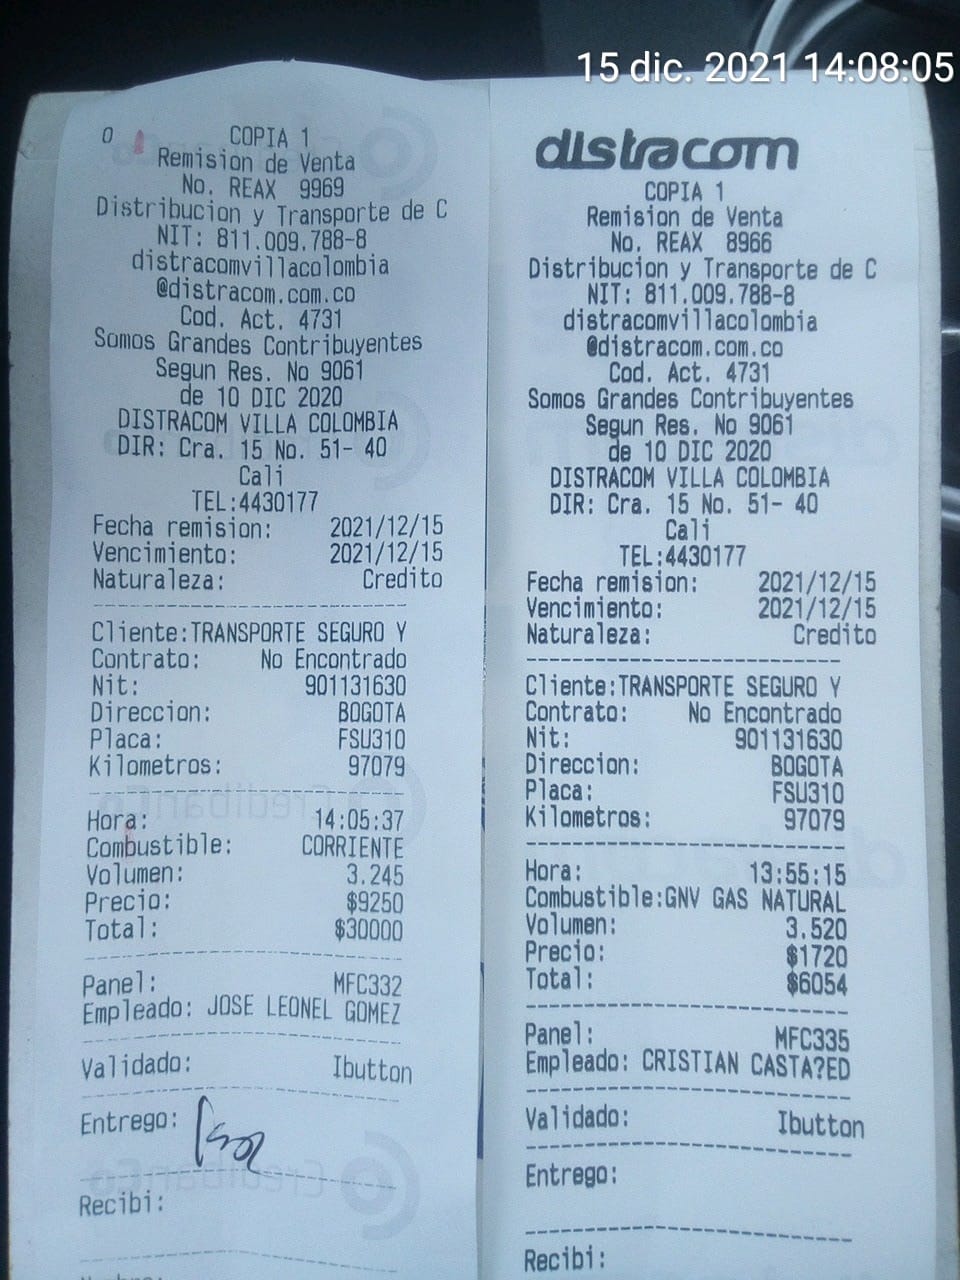 15 dic. 2021 14:08:05
0
COPIA 1
Remision de Venta
No. REAX 9969
Distribucion y Transporte de C
NIT: 811.009.788-8
distracomvillacolombia
@distracom.com.co
Cod. Act. 4731
Somos Grandes Contribuyentes
Segun Res. No 9061
de 10 DIC 2020
DISTRACOM VILLA COLOMBIA
DIR: Cra. 15 No. 51- 40
Cali
TEL:4430177
Fecha remision: 2021/12/15
Vencimiento: 2021/12/15
Naturaleza: Credito
Cliente:TRANSPORTE SEGURO Y
Contrato: No Encontrado
Nit: 901131630
Direccion: BOGOTA
Placa: FSU310
Kilometros: 97079
Hora: 14:05:37
Combustible: CORRIENTE
Volumen: 3.245
Precio: $9250
Total: $30000
Panel: MFC332
Empleado: JOSE LEONEL GOMEZ
Validado: Ibutton
Entrego:
Recibi:
distracom
COPIA 1
Remision de Venta
No. REAX 8966
Distribucion y Transporte de C
NIT: 811.009.788-8
distracomvillacolombia
@distracom.com.co
Cod. Act. 4731
Somos Grandes Contribuyentes
Segun Res. No 9061
de 10 DIC 2020
DISTRACOM VILLA COLOMBIA
DIR: Cra. 15 No. 51- 40
Cali
TEL:4430177
Fecha remision: 2021/12/15
Vencimiento: 2021/12/15
Naturaleza: Credito
Cliente:TRANSPORTE SEGURO Y
Contrato: No Encontrado
Nit: 901131630
Direccion: BOGOTA
Placa: FSU310
Kilometros: 97079
Hora: 13:55:15
Combustible:GNV GAS NATURAL
Volumen: 3.520
Precio: $1720
Total: $6054
Panel: MFC335
Empleado: CRISTIAN CASTA?ED
Validado: Ibutton
Entrego:
Recibi: